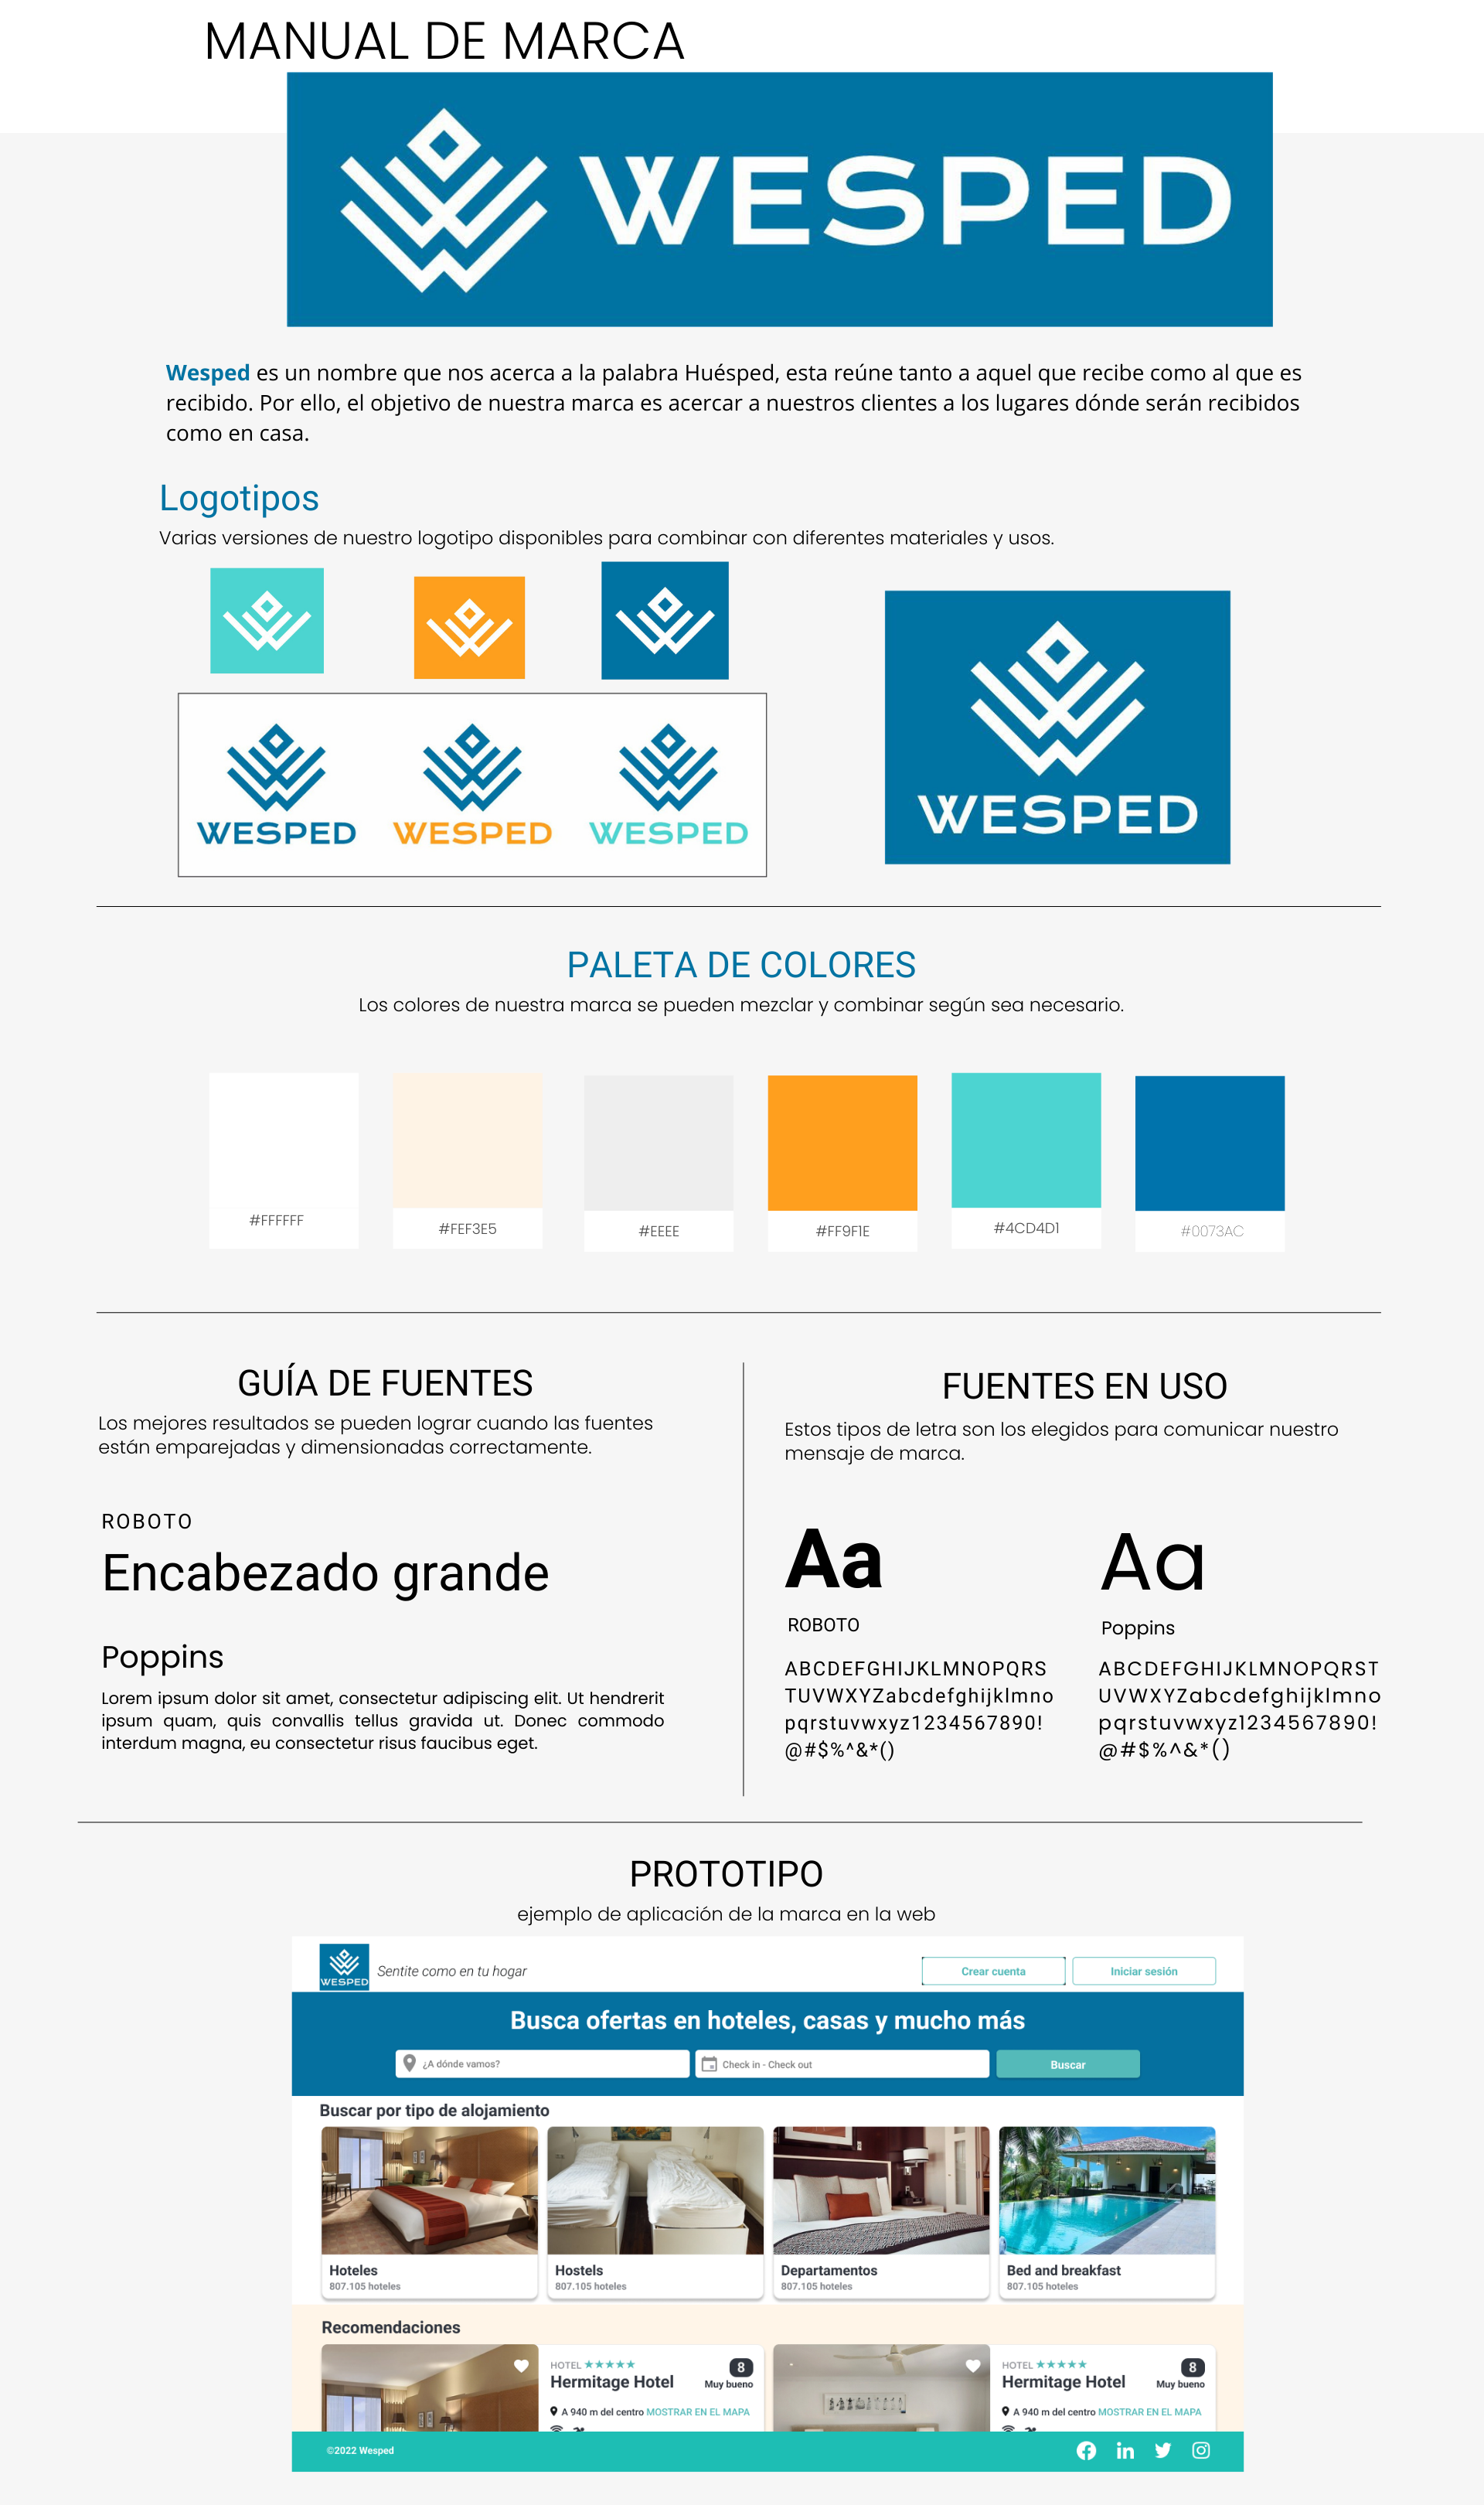 MANUAL DE MARCA
WESPED
Wesped es un nombre que nos acerca a la palabra Huésped, esta reúne tanto a aquel que recibe como al que es
recibido. Por ello, el objetivo de nuestra marca es acercar a nuestros clientes a los lugares dónde serán recibidos
como en casa.
Logotipos
Varias versiones de nuestro logotipo disponibles para combinar con diferentes materiales y usos.
WESPED WESPED WESPED
WESPED
PALETA DE COLORES
Los colores de nuestra marca se pueden mezclar y combinar según sea necesario.
#FFFFFF #FEF3E5 #EEEE #FF9F1E #4CD4D1 #0073AC
GUÍA DE FUENTES
Los mejores resultados se pueden lograr cuando las fuentes
están emparejadas y dimensionadas correctamente.
ROBOTO
Encabezado grande
Poppins
Lorem ipsum dolor sit amet, consectetur adipiscing elit. Ut hendrerit
ipsum quam, quis convallis tellus gravida ut. Donec commodo
interdum magna, eu consectetur risus faucibus eget.
FUENTES EN USO
Estos tipos de letra son los elegidos para comunicar nuestro
mensaje de marca.
Aa
ROBOTO
ABCDEFGHIJKLMNOPQRS
TUVWXYZabcdefghijklmno
pqrstuvwxyz1234567890!
@#$%^&*()
Aa
Poppins
ABCDEFGHIJKLMNOPQRST
UVWXYZabcdefghijklmno
pqrstuvwxyz1234567890!
@#$%^&*()
PROTOTIPO
ejemplo de aplicación de la marca en la web
WESPED
Sentite como en tu hogar
Crear cuenta
Iniciar sesión
Busca ofertas en hoteles, casas y mucho más
¿A dónde vamos?
Check in - Check out
Buscar
Buscar por tipo de alojamiento
Hoteles
807.105 hoteles
Hostels
807.105 hoteles
Departamentos
807.105 hoteles
Bed and breakfast
807.105 hoteles
Recomendaciones
HOTEL ★★★★★
Hermitage Hotel
8
Muy bueno
A 940 m del centro MOSTRAR EN EL MAPA
HOTEL ★★★★★
Hermitage Hotel
8
Muy bueno
A 940 m del centro MOSTRAR EN EL MAPA
©2022 Wesped